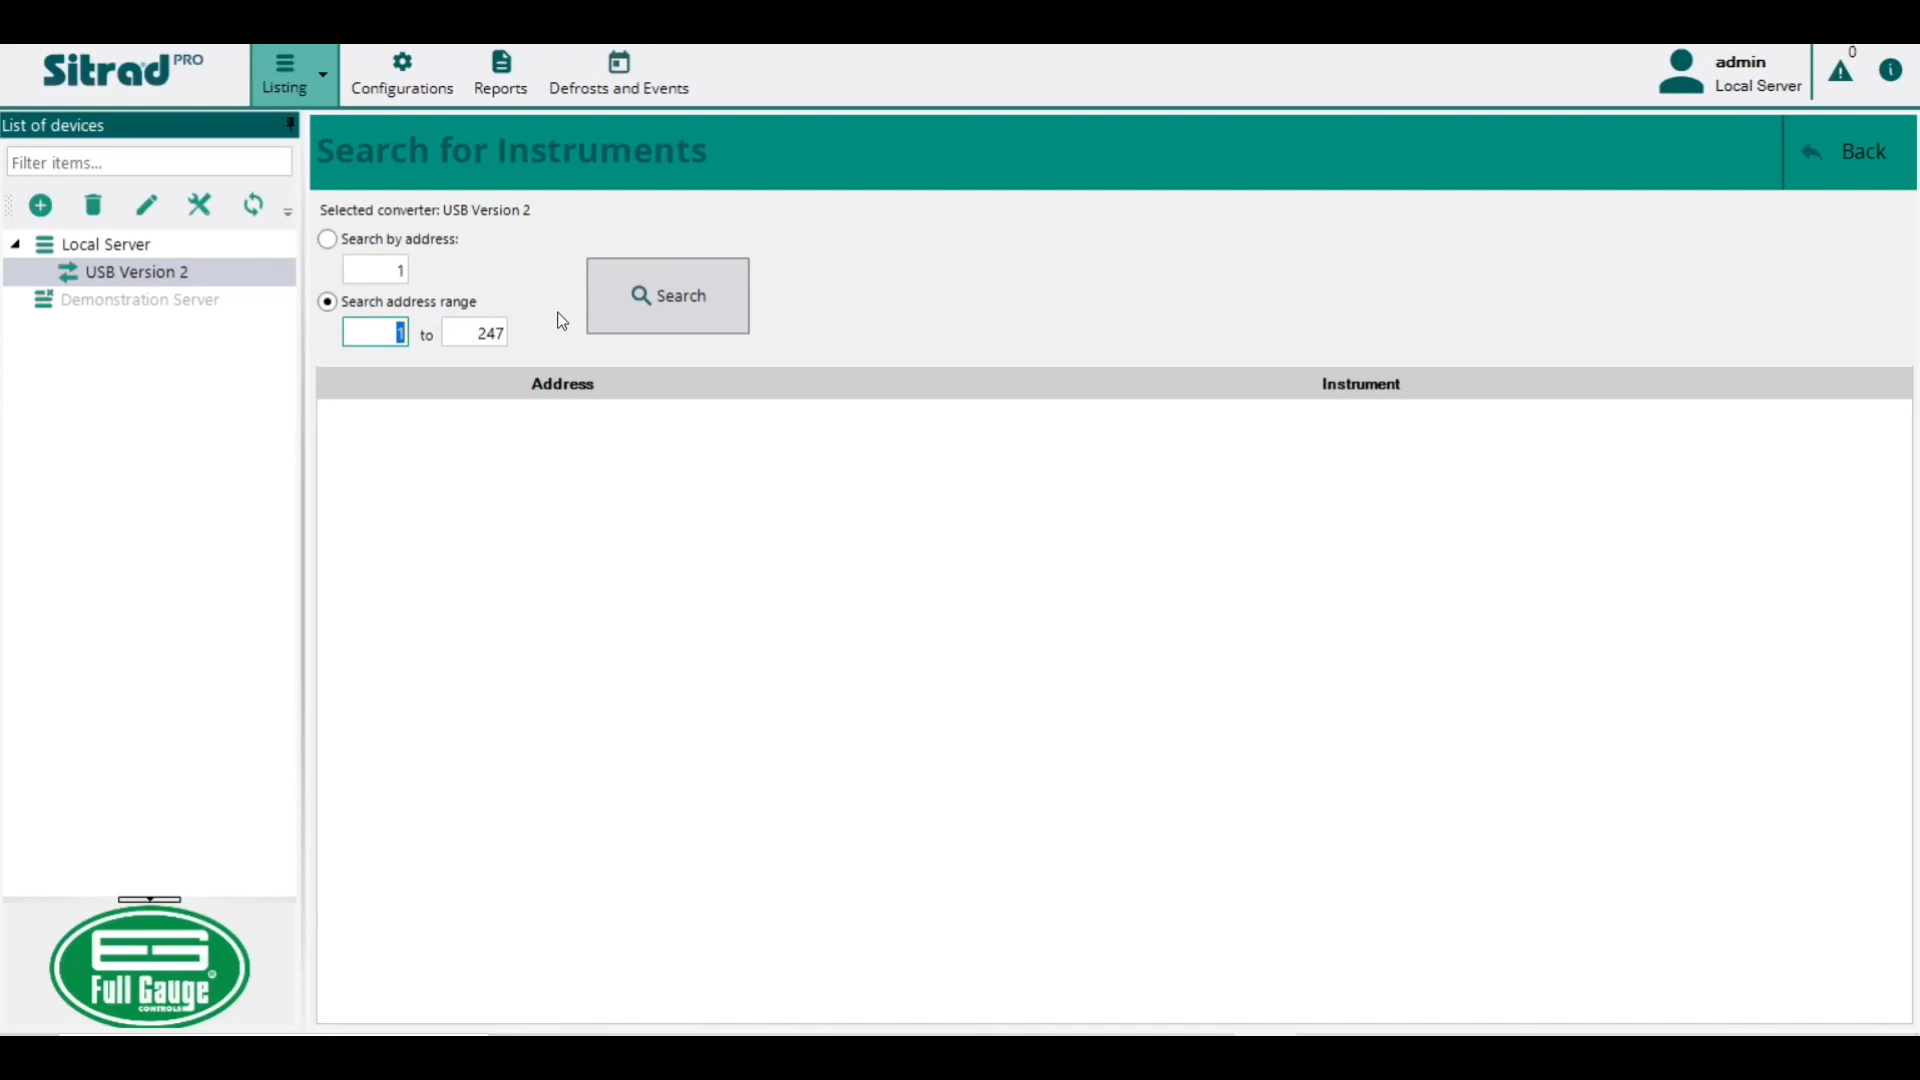 Sitrad PRO
Listing
Configurations
Reports
Defrosts and Events
admin
Local Server
0
List of devices
Filter items...
Local Server
USB Version 2
Demonstration Server
Search for Instruments
Back
Selected converter: USB Version 2
Search by address:
1
Search address range
1 to 247
Search
Address Instrument
Full Gauge®
CONTROLS